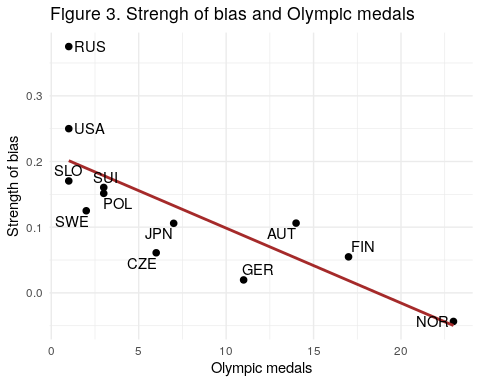 Figure 3. Strengh of bias and Olympic medals
RUS
0.3
USA
0.2
SLO
SUI
POL
SWE
0.1
JPN
AUT
CZE
FIN
GER
0.0
NOR
Strength of bias
0
5
10
15
20
Olympic medals